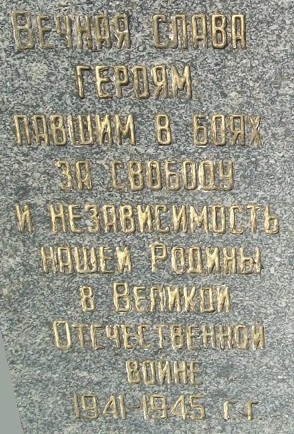 Вечная слава
героям
павшим в боях
за свободу
и независимость
нашей Родины
в Великой
Отечественной
войне
1941-1945 г.г.